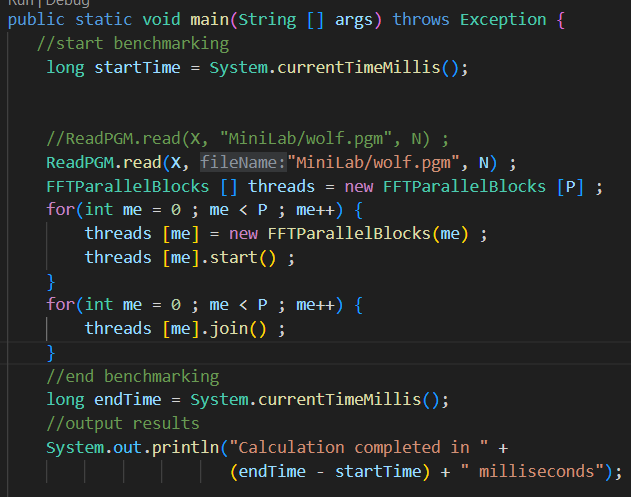 Run | Debug
public static void main(String [] args) throws Exception {
//start benchmarking
long startTime = System.currentTimeMillis();
//ReadPGM.read(X, "MiniLab/wolf.pgm", N) ;
ReadPGM.read(X, fileName:"MiniLab/wolf.pgm", N) ;
FFTParallelBlocks [] threads = new FFTParallelBlocks [P] ;
for(int me = 0 ; me < P ; me++) {
threads [me] = new FFTParallelBlocks(me) ;
threads [me].start() ;
}
for(int me = 0 ; me < P ; me++) {
threads [me].join() ;
}
//end benchmarking
long endTime = System.currentTimeMillis();
//output results
System.out.println("Calculation completed in " +
(endTime - startTime) + " milliseconds");